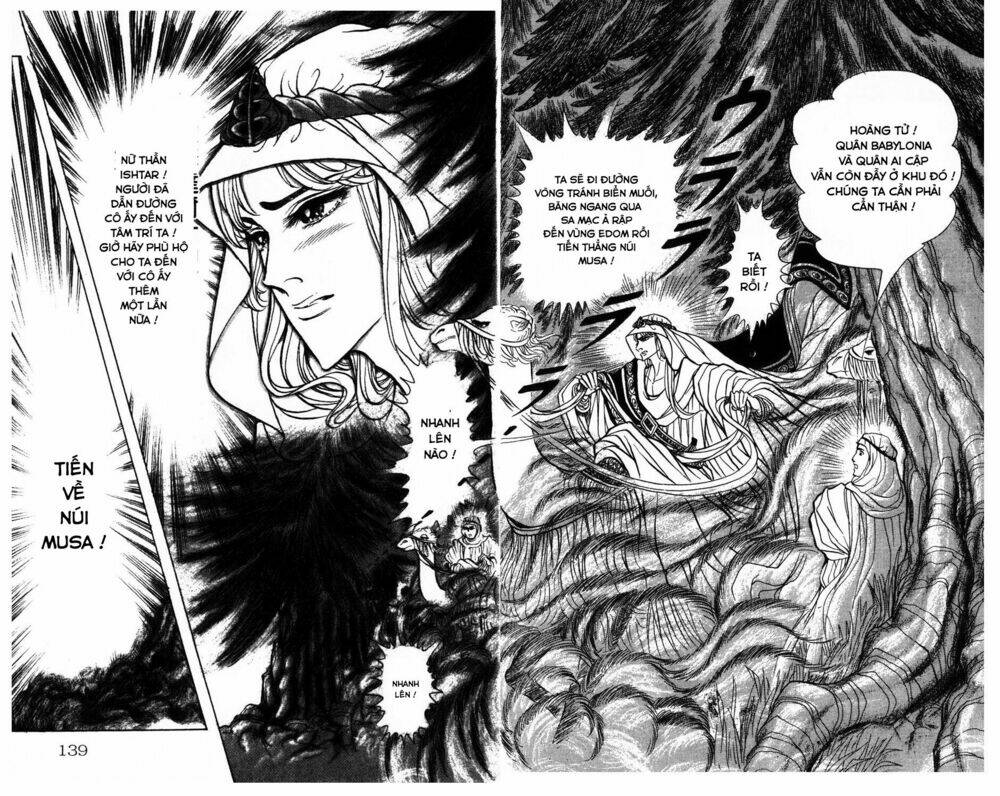 HOÀNG TỬ !
QUÂN BABYLONIA
VÀ QUÂN AI CẬP
VẪN CÒN ĐẦY Ở KHU ĐÓ !
CHÚNG TA CẦN PHẢI
CẨN THẬN !
TA
BIẾT
RỒI !
TA SẼ ĐI ĐƯỜNG
VÒNG TRÁNH BIỂN MUỐI,
BĂNG NGANG QUA
SA MẠC Ả RẬP
ĐẾN VÙNG EDOM RỒI
TIẾN THẲNG NÚI
MUSA !
ウラララララ
NHANH
LÊN
NÀO !
NHANH
LÊN !
NỮ THẦN
ISHTAR !
NGƯỜI ĐÃ
DẪN ĐƯỜNG
CÔ ẤY ĐẾN VỚI
TÂM TRÍ TA !
GIỜ HÃY PHÙ HỘ
CHO TA ĐẾN
VỚI CÔ ẤY
THÊM
MỘT LẦN
NỮA !
TIẾN
VỀ
NÚI
MUSA !
139